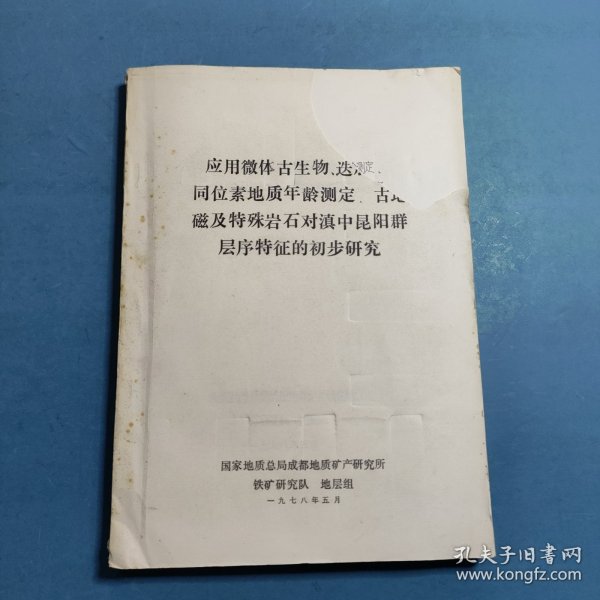 应用微体古生物、迭
同位素地质年龄测定、古地
磁及特殊岩石对滇中昆阳群
层序特征的初步研究
国家地质总局成都地质矿产研究所
铁矿研究队 地层组
一九七八年五月
孔夫子旧书网
www.kongfz.com